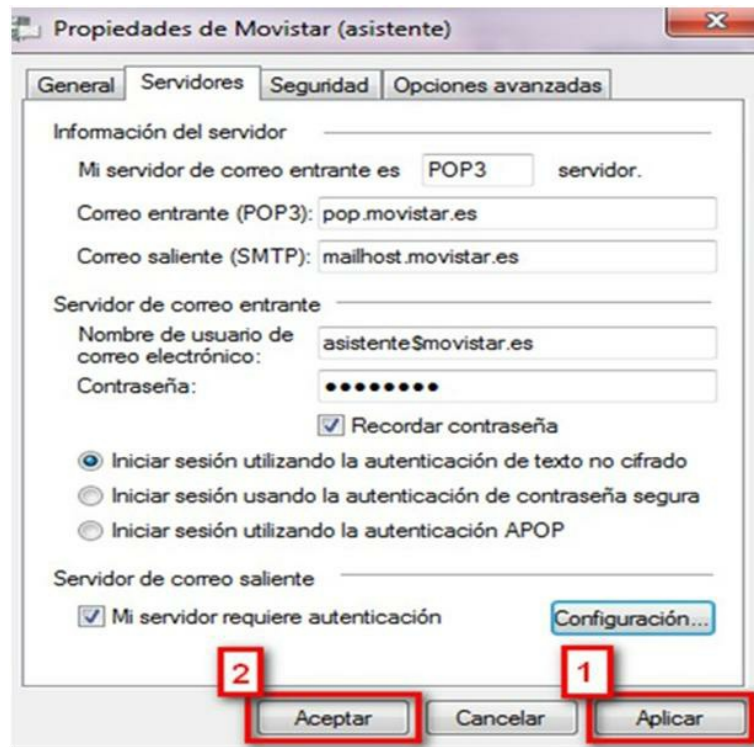 Propiedades de Movistar (asistente)
General Servidores Seguridad Opciones avanzadas
Información del servidor
Mi servidor de correo entrante es POP3 servidor.
Correo entrante (POP3): pop.movistar.es
Correo saliente (SMTP): mailhost.movistar.es
Servidor de correo entrante
Nombre de usuario de
correo electrónico: asistente$movistar.es
Contraseña: ●●●●●●●●
Recordar contraseña
Iniciar sesión utilizando la autenticación de texto no cifrado
Iniciar sesión usando la autenticación de contraseña segura
Iniciar sesión utilizando la autenticación APOP
Servidor de correo saliente
Mi servidor requiere autenticación Configuración...
2 1
Aceptar Cancelar Aplicar